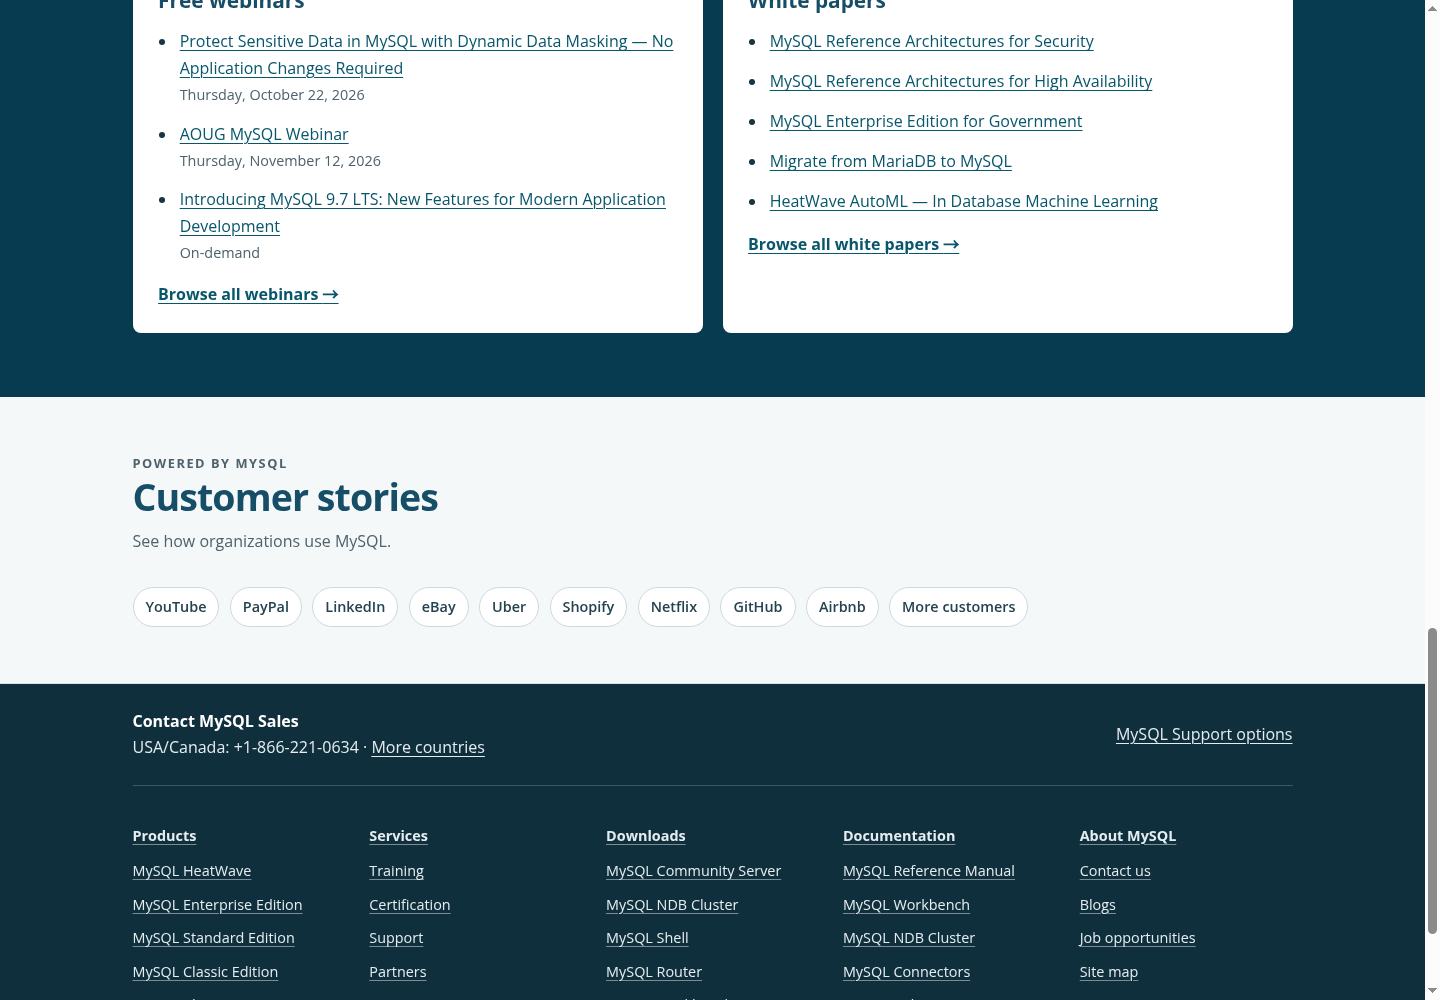 Free webinars
Protect Sensitive Data in MySQL with Dynamic Data Masking — No
Application Changes Required
Thursday, October 22, 2026
AOUG MySQL Webinar
Thursday, November 12, 2026
Introducing MySQL 9.7 LTS: New Features for Modern Application
Development
On-demand
Browse all webinars →
White papers
MySQL Reference Architectures for Security
MySQL Reference Architectures for High Availability
MySQL Enterprise Edition for Government
Migrate from MariaDB to MySQL
HeatWave AutoML — In Database Machine Learning
Browse all white papers →
POWERED BY MYSQL
Customer stories
See how organizations use MySQL.
YouTube PayPal LinkedIn eBay Uber Shopify Netflix GitHub Airbnb More customers
Contact MySQL Sales
USA/Canada: +1-866-221-0634 · More countries
MySQL Support options
Products
MySQL HeatWave
MySQL Enterprise Edition
MySQL Standard Edition
MySQL Classic Edition
Services
Training
Certification
Support
Partners
Downloads
MySQL Community Server
MySQL NDB Cluster
MySQL Shell
MySQL Router
Documentation
MySQL Reference Manual
MySQL Workbench
MySQL NDB Cluster
MySQL Connectors
About MySQL
Contact us
Blogs
Job opportunities
Site map